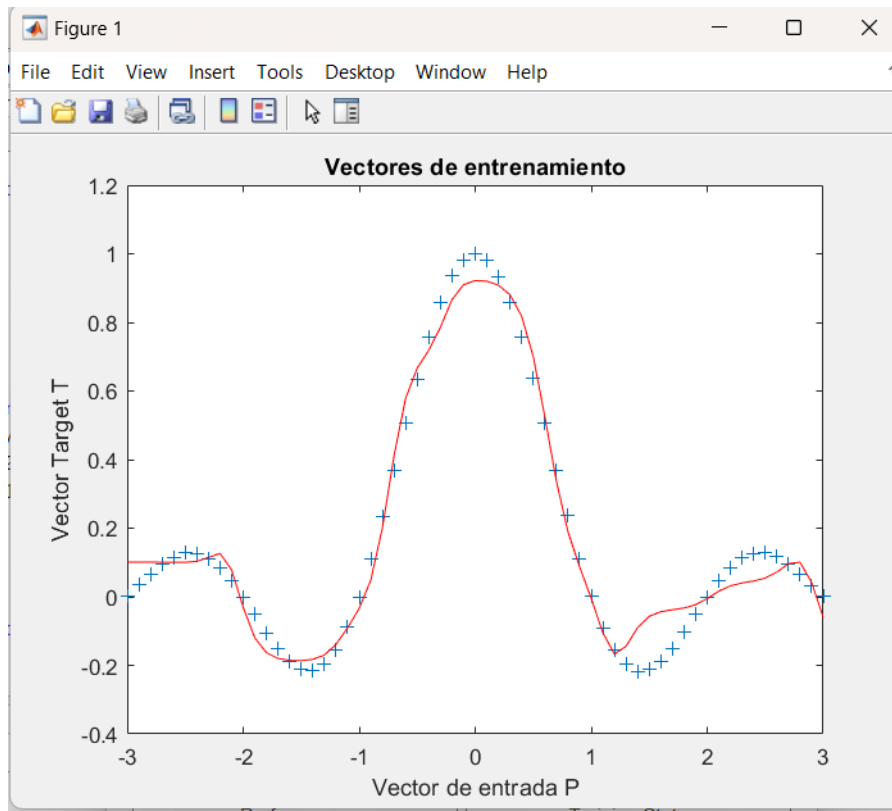 Figure 1
File Edit View Insert Tools Desktop Window Help
Vectores de entrenamiento
1.2
1
0.8
0.6
0.4
0.2
0
-0.2
-0.4
Vector Target T
-3 -2 -1 0 1 2 3
Vector de entrada P